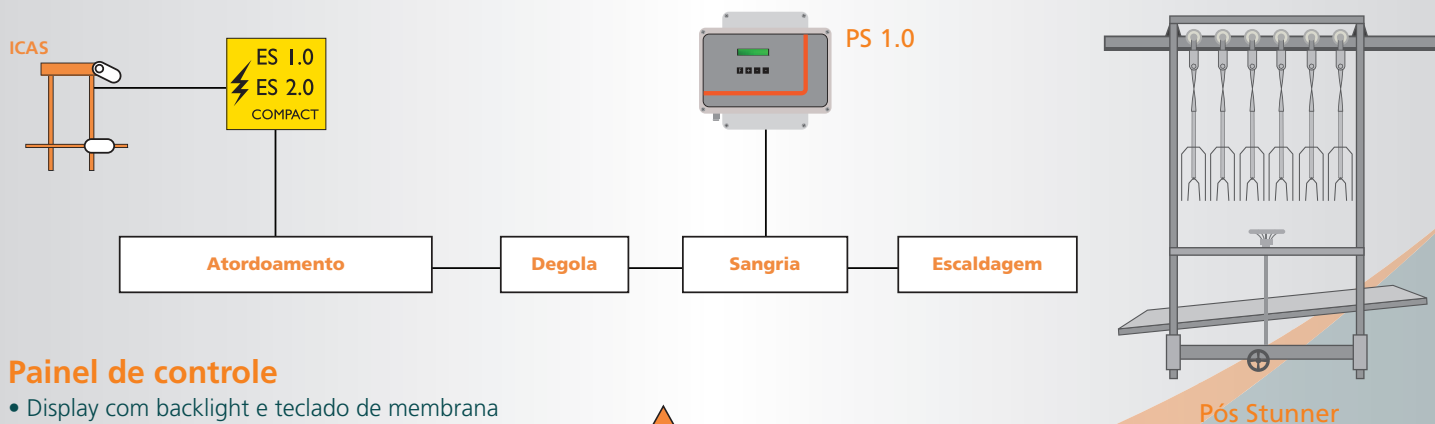 ICAS
ES 1.0
ES 2.0
COMPACT
PS 1.0
Atordoamento
Degola
Sangria
Escaldagem
Painel de controle
• Display com backlight e teclado de membrana
Pós Stunner